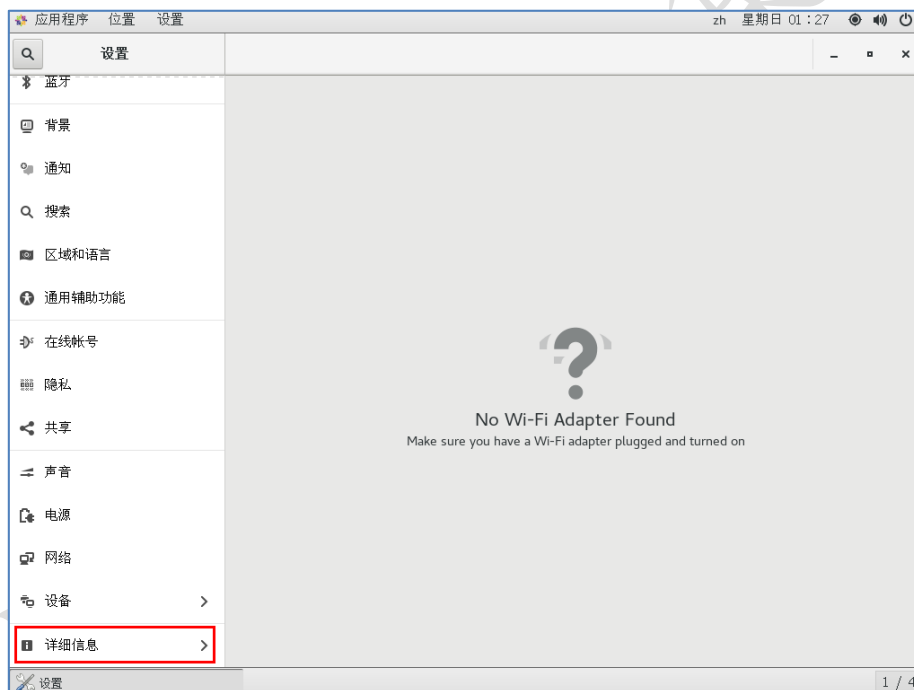 应用程序 位置 设置 zh 星期日 01：27
设置
蓝牙
背景
通知
搜索
区域和语言
通用辅助功能
在线帐号
隐私
共享
No Wi-Fi Adapter Found
Make sure you have a Wi-Fi adapter plugged and turned on
声音
电源
网络
设备
详细信息
设置 1 / 4